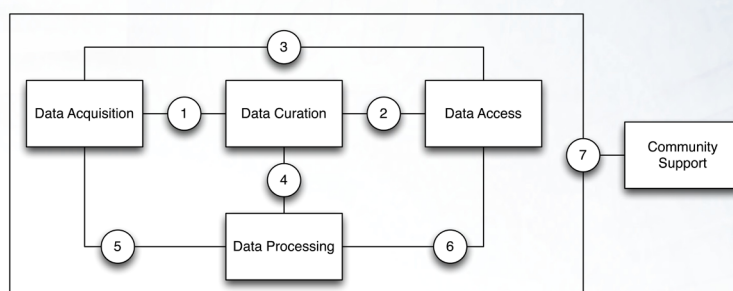 3
Data Acquisition
1
Data Curation
2
Data Access
7
Community
Support
4
5
Data Processing
6